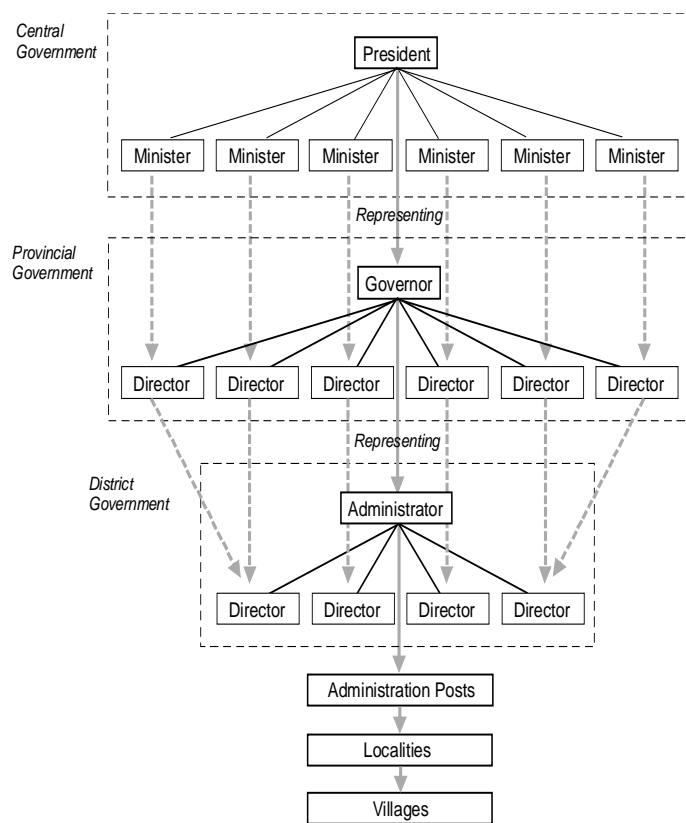 Central
Government
President
Minister Minister Minister Minister Minister Minister
Representing
Provincial
Government
Governor
Director Director Director Director Director Director
Representing
District
Government
Administrator
Director Director Director Director
Administration Posts
Localities
Villages